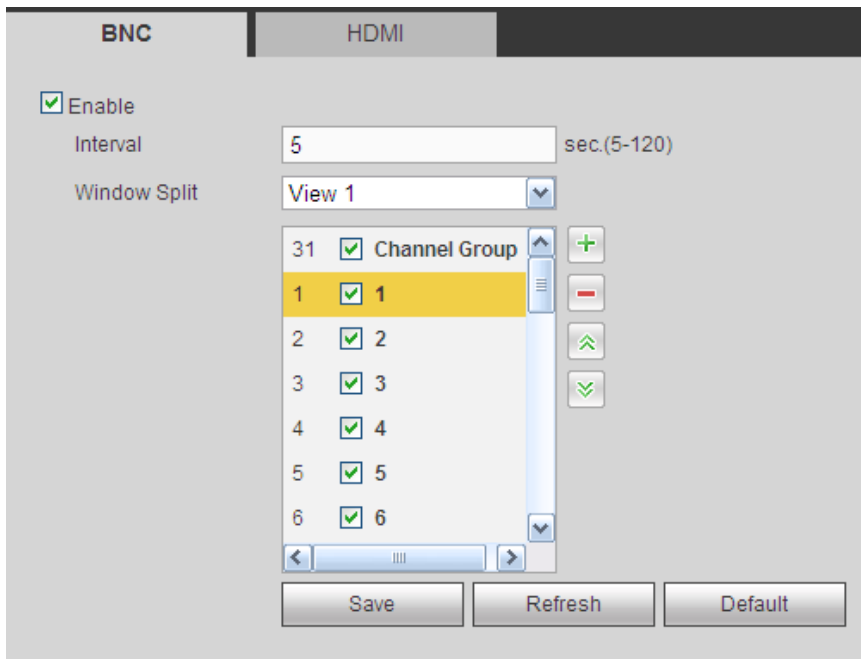 BNC HDMI
Enable
Interval 5 sec.(5-120)
Window Split View 1
31 Channel Group
1 1
2 2
3 3
4 4
5 5
6 6
Save Refresh Default